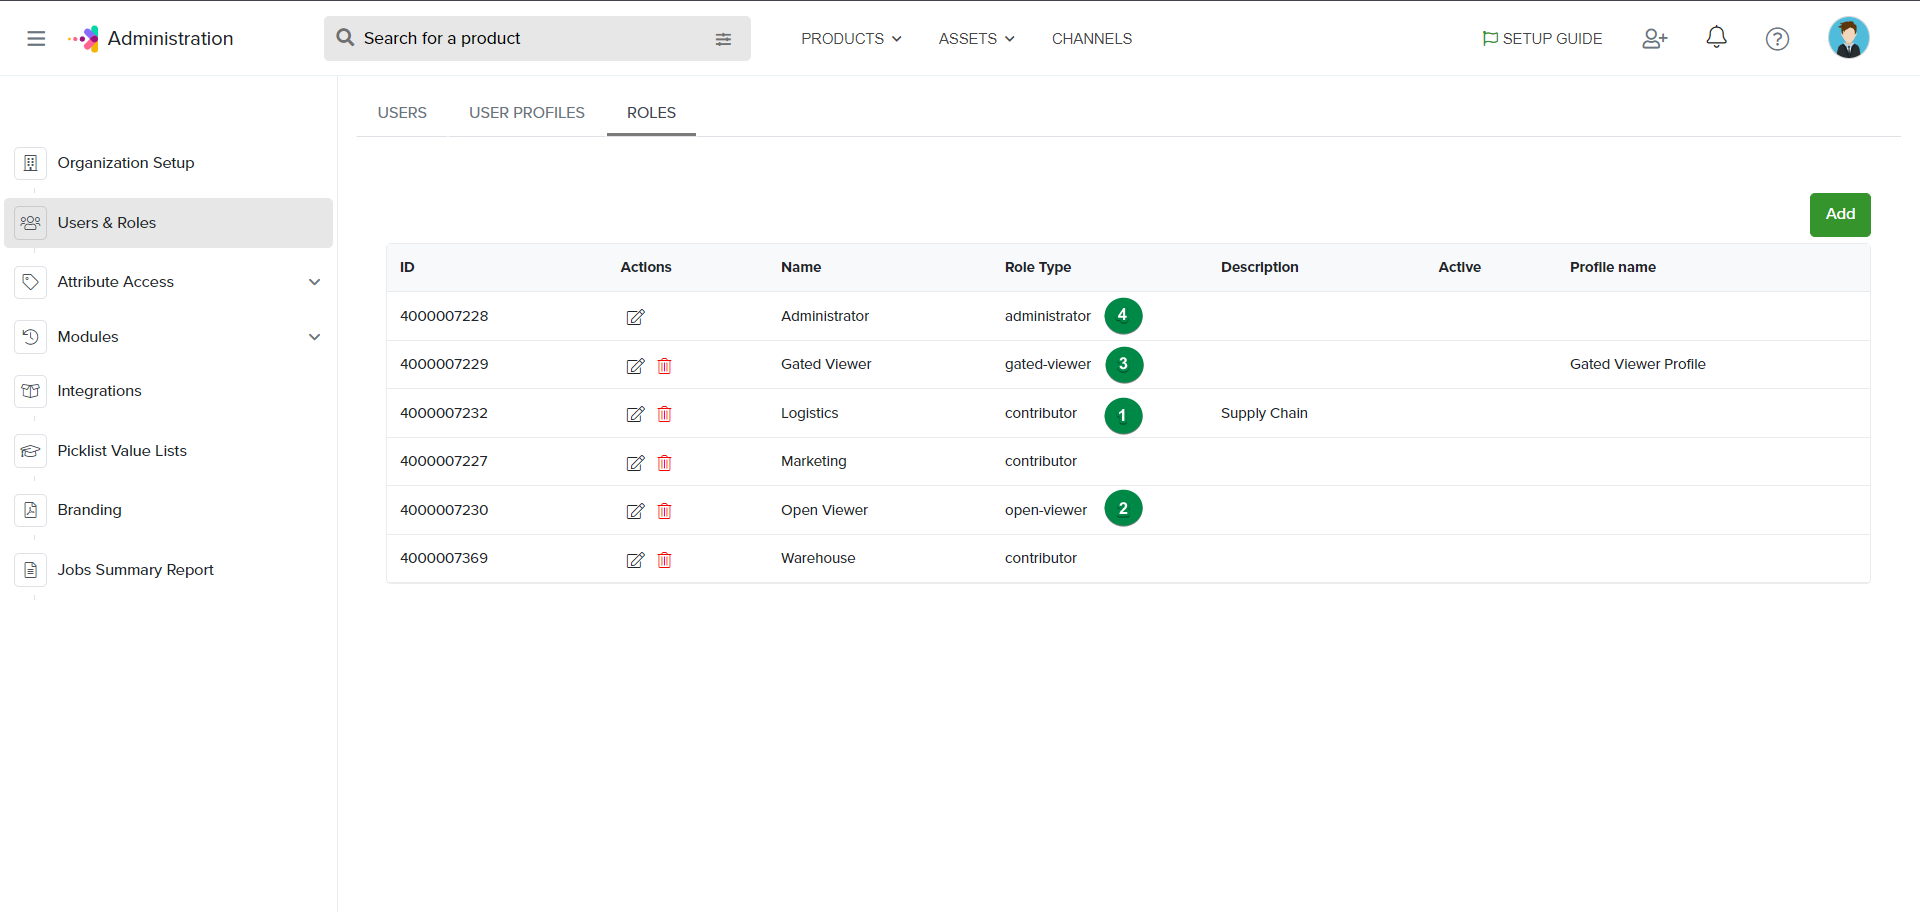 Administration
Search for a product
PRODUCTS
ASSETS
CHANNELS
SETUP GUIDE
?
USERS
USER PROFILES
ROLES
Organization Setup
Users & Roles
Attribute Access
Modules
Integrations
Picklist Value Lists
Branding
Jobs Summary Report
Add
ID Actions Name Role Type Description Active Profile name
4000007228 Administrator administrator 4
4000007229 Gated Viewer gated-viewer 3 Gated Viewer Profile
4000007232 Logistics contributor 1 Supply Chain
4000007227 Marketing contributor
4000007230 Open Viewer open-viewer 2
4000007369 Warehouse contributor